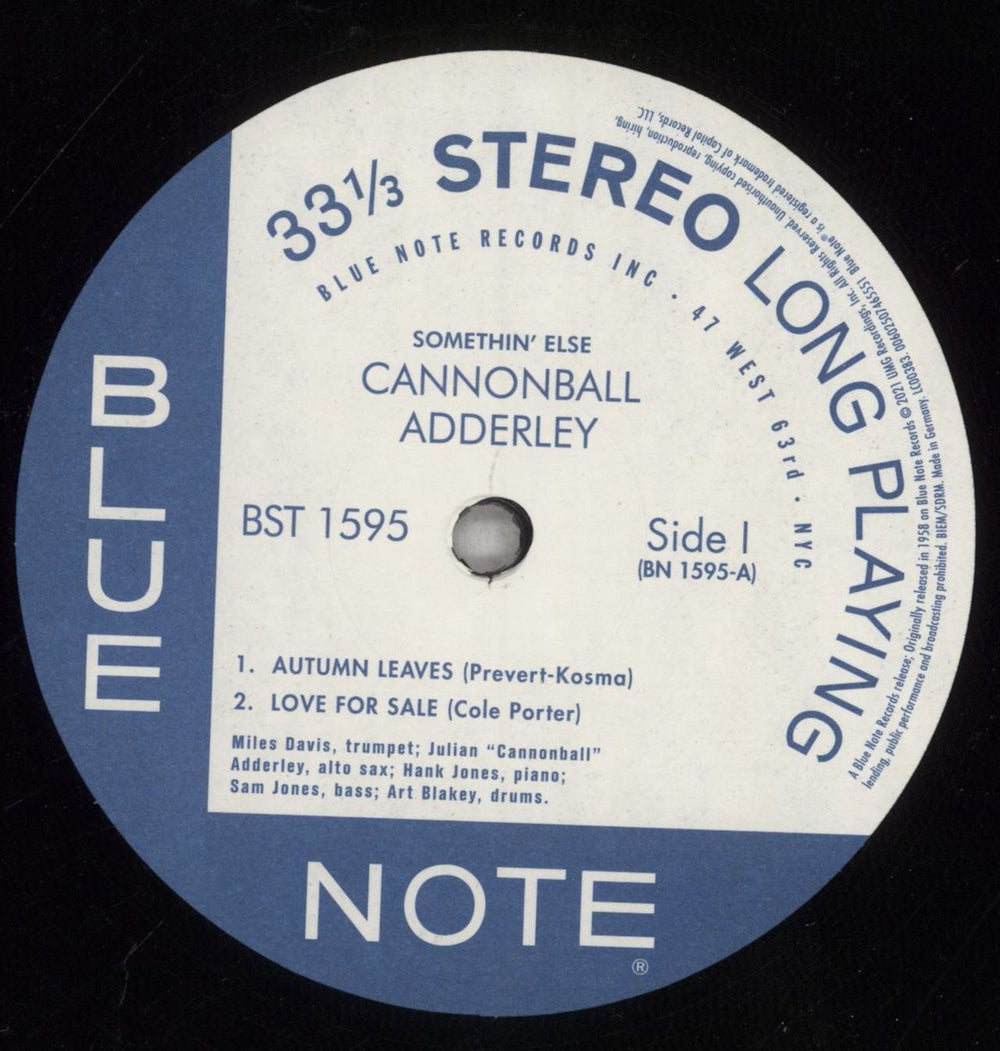 33⅓ STEREO LONG PLAYING
BLUE NOTE RECORDS INC · 47 WEST 63rd · NYC
SOMETHIN' ELSE
CANNONBALL
ADDERLEY
BST 1595
Side I
(BN 1595-A)
1. AUTUMN LEAVES (Prevert-Kosma)
2. LOVE FOR SALE (Cole Porter)
Miles Davis, trumpet; Julian “Cannonball”
Adderley, alto sax; Hank Jones, piano;
Sam Jones, bass; Art Blakey, drums.
BLUE
NOTE
®
A Blue Note Records release; Originally released in 1958 on Blue Note Records © 2021 UMG Recordings, Inc. All Rights Reserved. Unauthorised copying, reproduction, hiring,
lending, public performance and broadcasting prohibited. BIEM/SDRM. Made in Germany. LC00383. 00602507465551 Blue Note® is a registered trademark of Capitol Records, LLC.